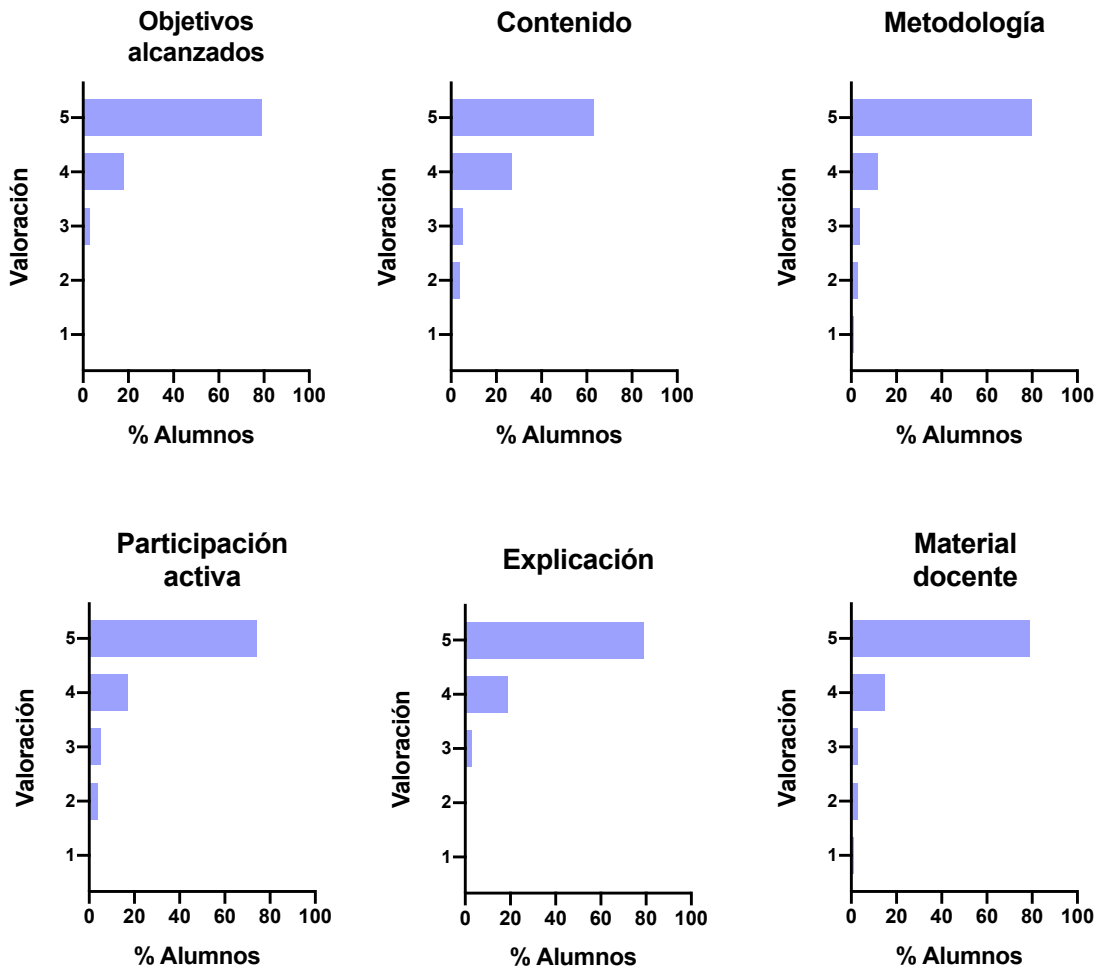 Objetivos
alcanzados
5
4
3
2
1
Valoración
0 20 40 60 80 100
% Alumnos
Contenido
5
4
3
2
1
Valoración
0 20 40 60 80 100
% Alumnos
Metodología
5
4
3
2
1
Valoración
0 20 40 60 80 100
% Alumnos
Participación
activa
5
4
3
2
1
Valoración
0 20 40 60 80 100
% Alumnos
Explicación
5
4
3
2
1
Valoración
0 20 40 60 80 100
% Alumnos
Material
docente
5
4
3
2
1
Valoración
0 20 40 60 80 100
% Alumnos